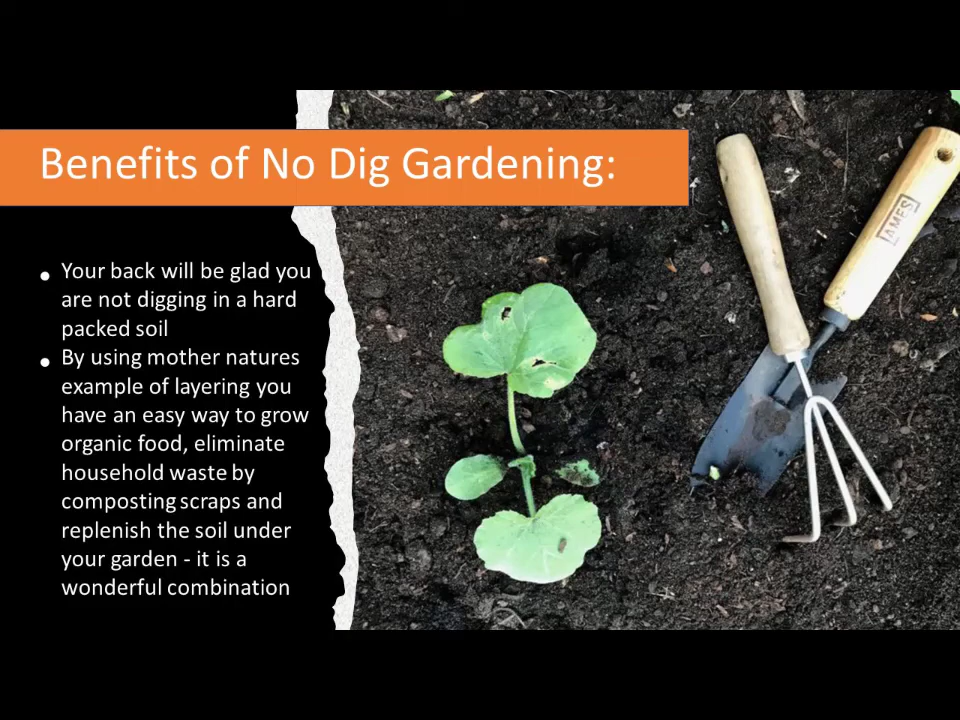 Benefits of No Dig Gardening:
• Your back will be glad you
are not digging in a hard
packed soil
• By using mother natures
example of layering you
have an easy way to grow
organic food, eliminate
household waste by
composting scraps and
replenish the soil under
your garden - it is a
wonderful combination
AMES